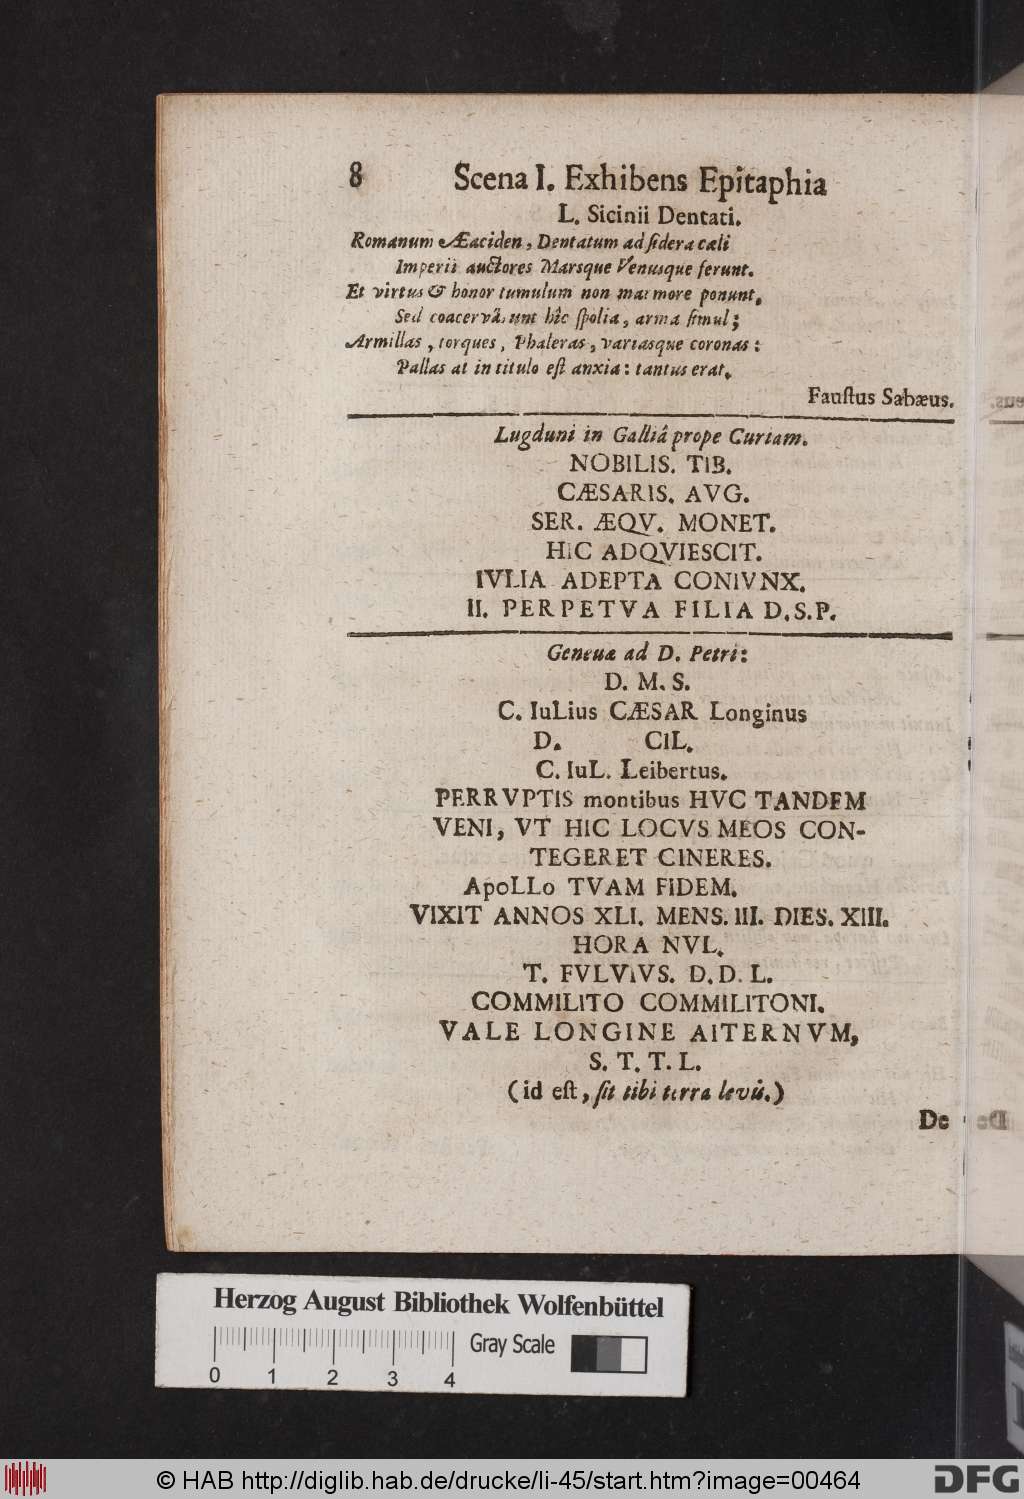 8 Scena I. Exhibens Epitaphia
L. Sicinii Dentati.
Romanum Æaciden, Dentatum ad sidera cæli
Imperii auctores Marsque Venusque ferunt.
Et virtus & honor tumulum non marmore ponunt,
Sed coacervârunt hîc spolia, arma simul;
Armillas, torques, Phaleras, variasque coronas:
Pallas at in titulo est anxia: tantus erat.
Faustus Sabæus.
Lugduni in Galliâ prope Curiam.
NOBILIS. TIB.
CÆSARIS. AVG.
SER. ÆQV. MONET.
HIC ADQVIESCIT.
IVLIA ADEPTA CONIVNX.
II. PERPETVA FILIA D.S.P.
Genevæ ad D. Petri:
D. M. S.
C. IuLius CÆSAR Longinus
D. CIL.
C. IuL. Leibertus.
PERRVPTIS montibus HVC TANDEM
VENI, VT HIC LOCVS MEOS CON-
TEGERET CINERES.
ApoLLo TVAM FIDEM.
VIXIT ANNOS XLI. MENS. III. DIES. XIII.
HORA NVL.
T. FVLVIVS. D. D. L.
COMMILITO COMMILITONI.
VALE LONGINE AITERNVM,
S. T. T. L.
(id est, sit tibi terra levis.)
De
Herzog August Bibliothek Wolfenbüttel
Gray Scale
0 1 2 3 4
© HAB http://diglib.hab.de/drucke/li-45/start.htm?image=00464
DFG